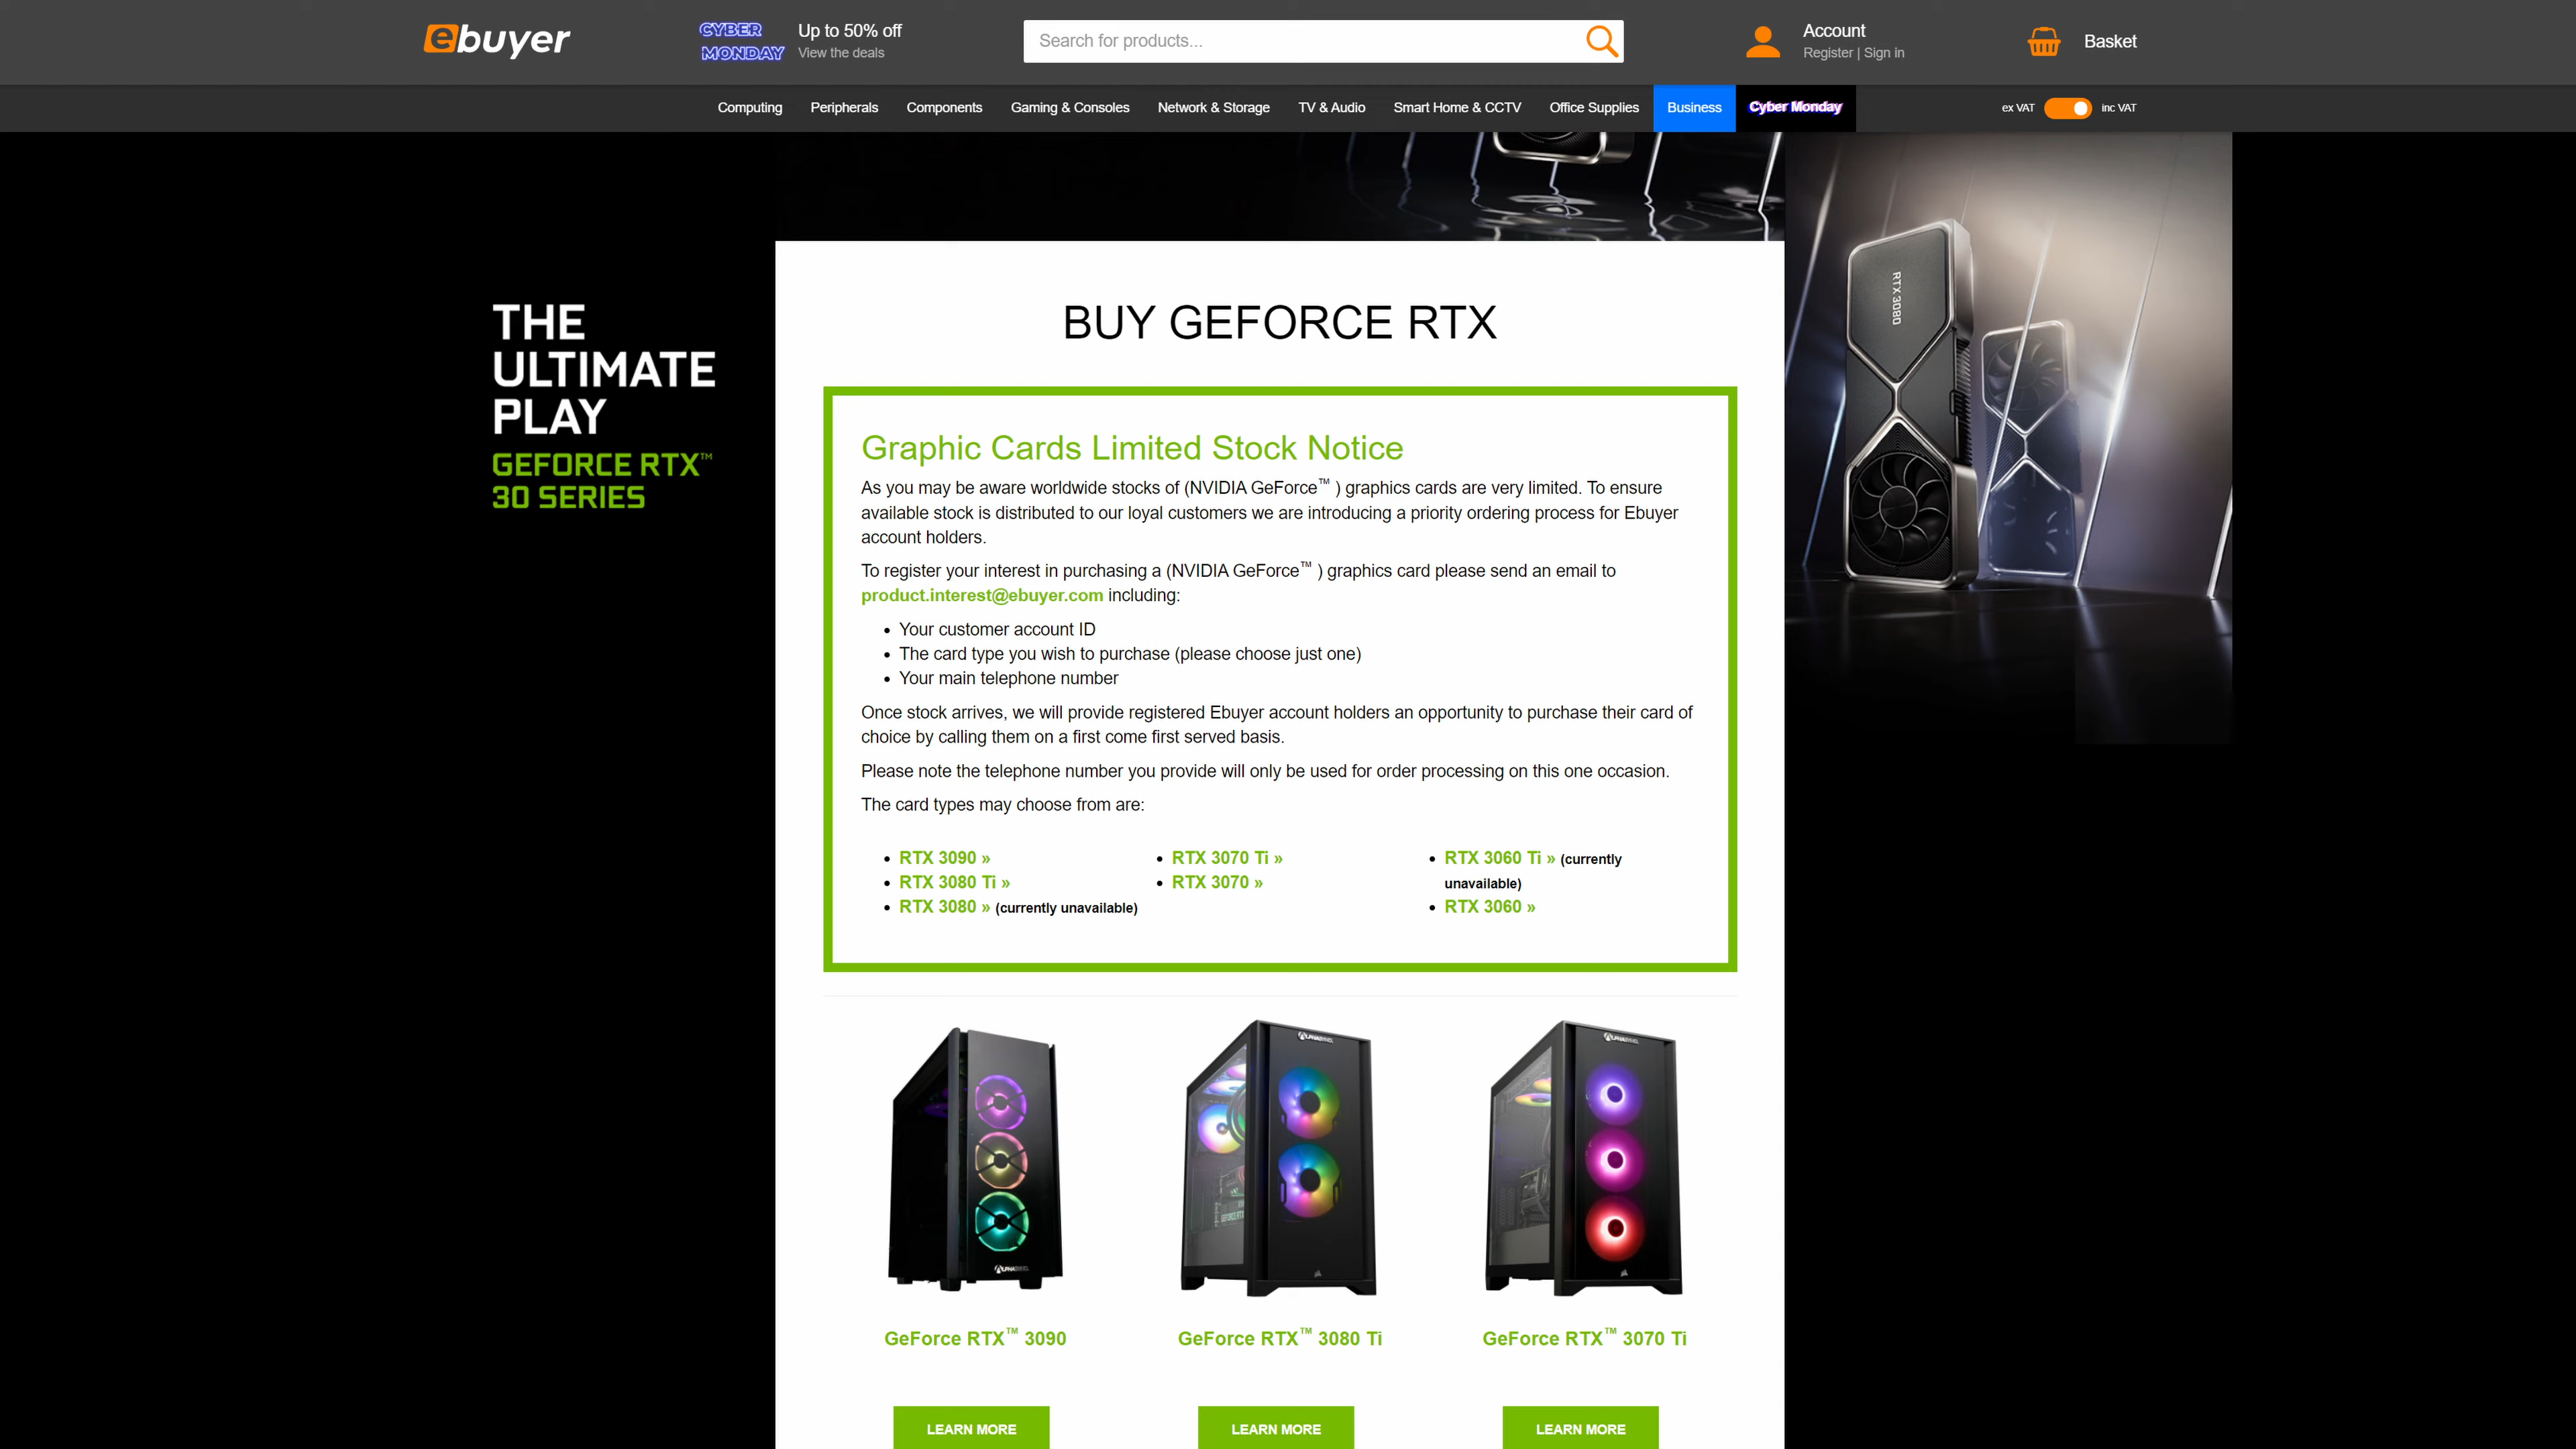 ebuyer
CYBER
MONDAY
Up to 50% off
View the deals
Search for products...
Account
Register | Sign in
Basket
Computing
Peripherals
Components
Gaming & Consoles
Network & Storage
TV & Audio
Smart Home & CCTV
Office Supplies
Business
Cyber Monday
ex VAT
inc VAT
THE
ULTIMATE
PLAY
GEFORCE RTX™
30 SERIES
RTX 3080
BUY GEFORCE RTX
Graphic Cards Limited Stock Notice
As you may be aware worldwide stocks of (NVIDIA GeForce™ ) graphics cards are very limited. To ensure
available stock is distributed to our loyal customers we are introducing a priority ordering process for Ebuyer
account holders.
To register your interest in purchasing a (NVIDIA GeForce™ ) graphics card please send an email to
product.interest@ebuyer.com including:
• Your customer account ID
• The card type you wish to purchase (please choose just one)
• Your main telephone number
Once stock arrives, we will provide registered Ebuyer account holders an opportunity to purchase their card of
choice by calling them on a first come first served basis.
Please note the telephone number you provide will only be used for order processing on this one occasion.
The card types may choose from are:
• RTX 3090 »
• RTX 3080 Ti »
• RTX 3080 » (currently unavailable)
• RTX 3070 Ti »
• RTX 3070 »
• RTX 3060 Ti » (currently
unavailable)
• RTX 3060 »
GeForce RTX™ 3090
GeForce RTX™ 3080 Ti
GeForce RTX™ 3070 Ti
LEARN MORE
LEARN MORE
LEARN MORE